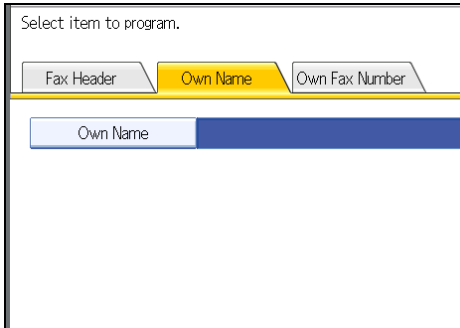 Select item to program.
Fax Header Own Name Own Fax Number
Own Name